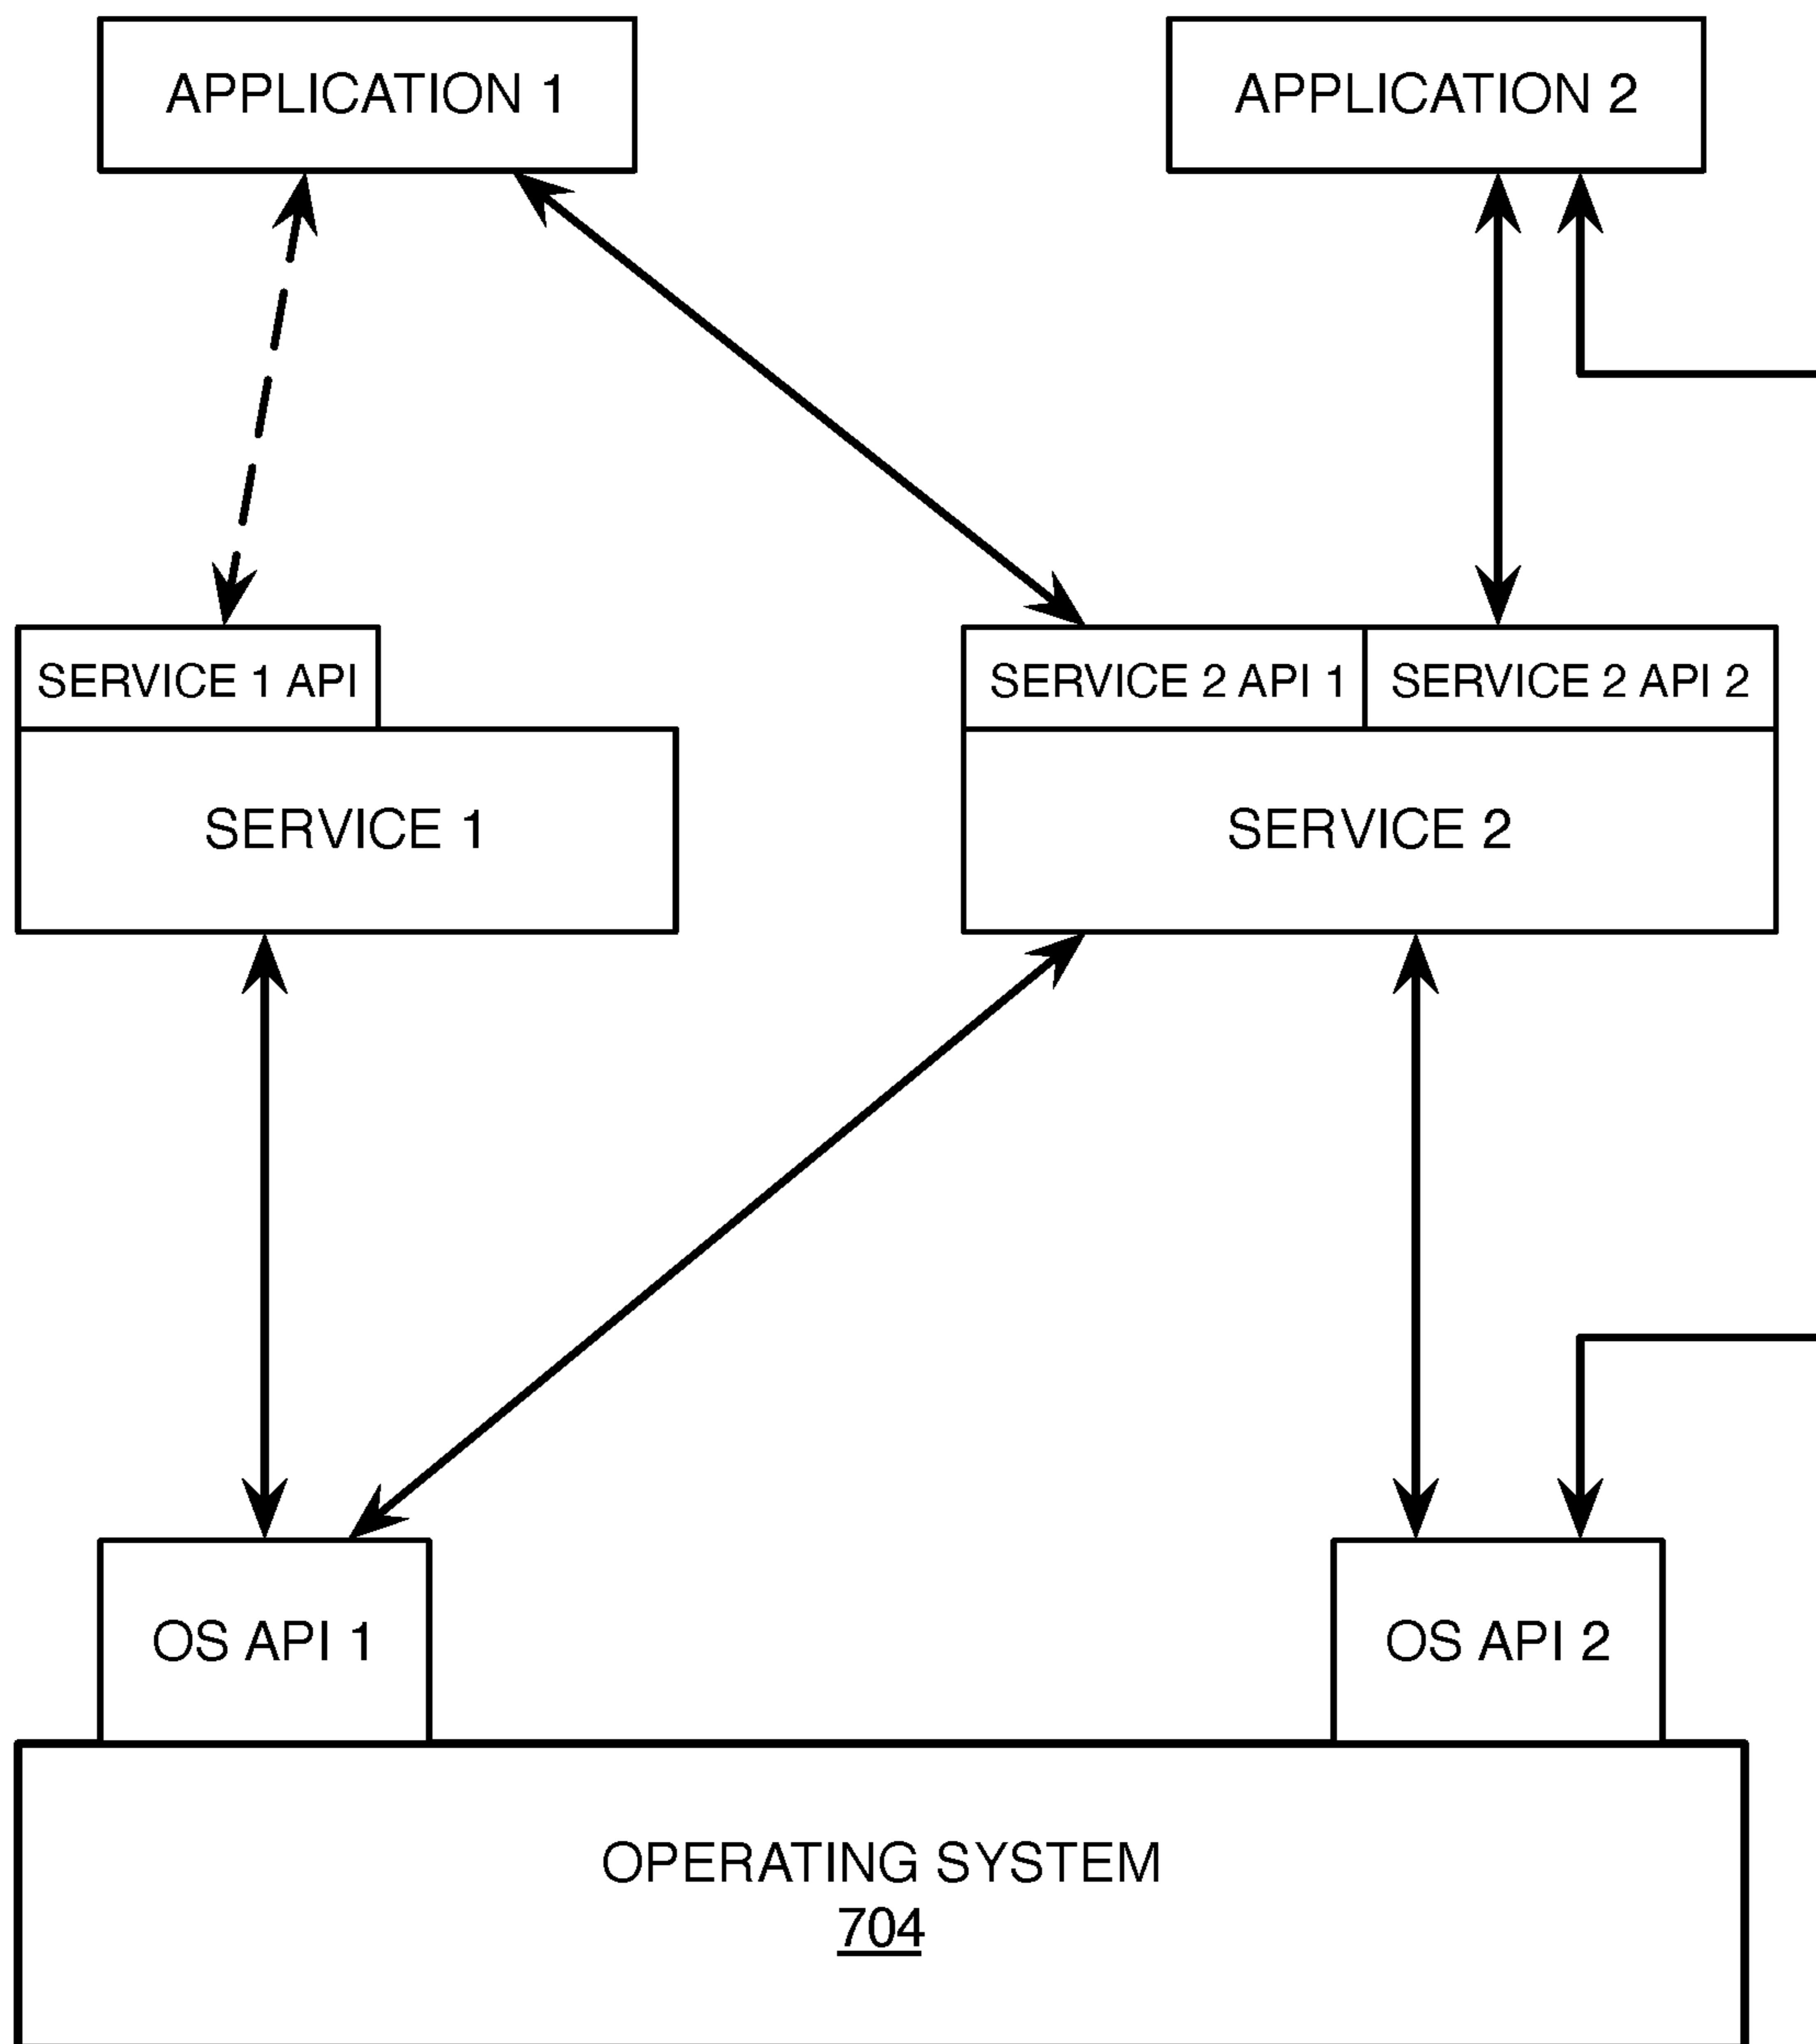 APPLICATION 1
APPLICATION 2
SERVICE 1 API
SERVICE 2 API 1
SERVICE 2 API 2
SERVICE 1
SERVICE 2
OS API 1
OS API 2
OPERATING SYSTEM
704